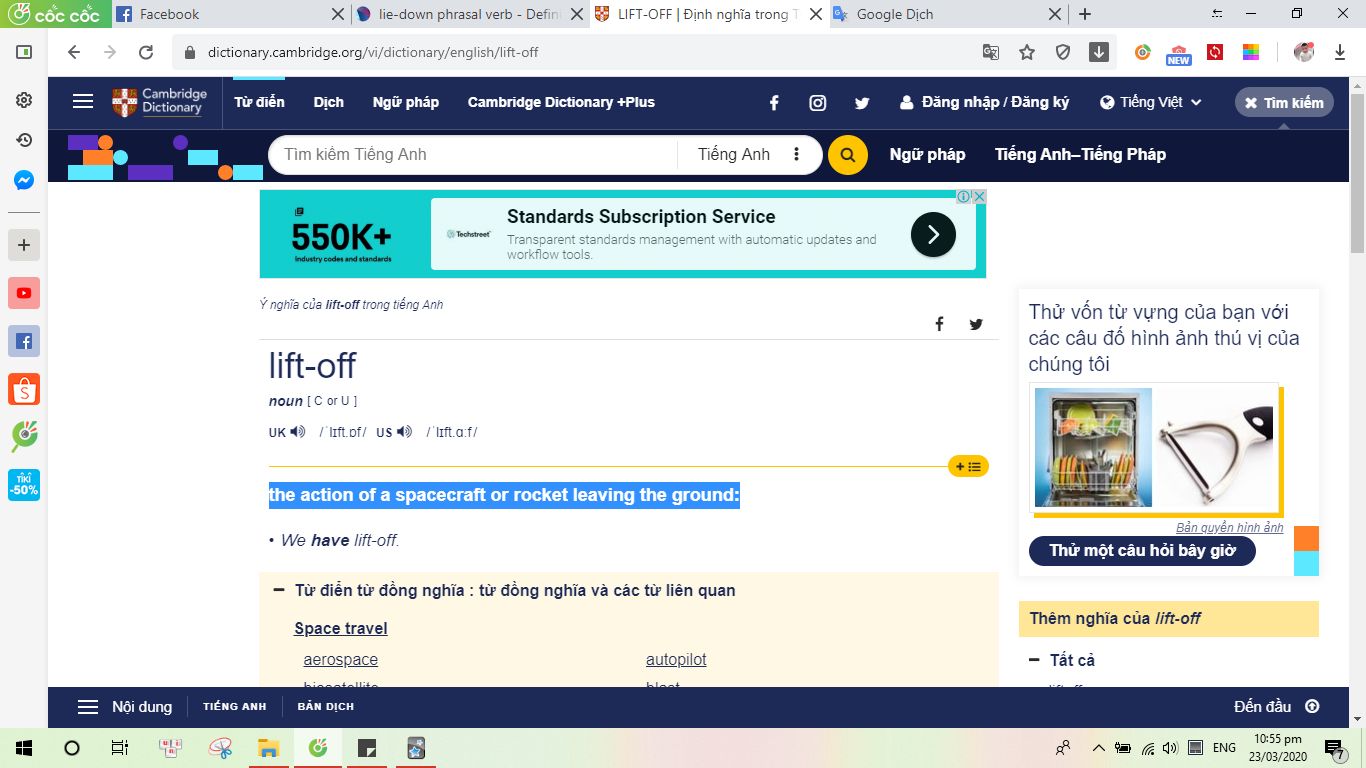 cốc cốc
Facebook
lie-down phrasal verb - Defin
LIFT-OFF | Định nghĩa trong T
Google Dịch
dictionary.cambridge.org/vi/dictionary/english/lift-off
NEW
Cambridge Dictionary
Từ điển
Dịch
Ngữ pháp
Cambridge Dictionary +Plus
Đăng nhập / Đăng ký
Tiếng Việt
Tìm kiếm
Tìm kiếm Tiếng Anh
Tiếng Anh
Ngữ pháp
Tiếng Anh–Tiếng Pháp
550K+
Industry codes and standards
Techstreet
Standards Subscription Service
Transparent standards management with automatic updates and
workflow tools.
Ý nghĩa của lift-off trong tiếng Anh
lift-off
noun [ C or U ]
UK /ˈlɪft.ɒf/ US /ˈlɪft.ɑːf/
the action of a spacecraft or rocket leaving the ground:
• We have lift-off.
Từ điển từ đồng nghĩa : từ đồng nghĩa và các từ liên quan
Space travel
aerospace
autopilot
Thử vốn từ vựng của bạn với
các câu đố hình ảnh thú vị của
chúng tôi
Bản quyền hình ảnh
Thử một câu hỏi bây giờ
Thêm nghĩa của lift-off
Tất cả
TIKI
-50%
Nội dung
TIẾNG ANH
BẢN DỊCH
Đến đầu
ENG
10:55 pm
23/03/2020
7